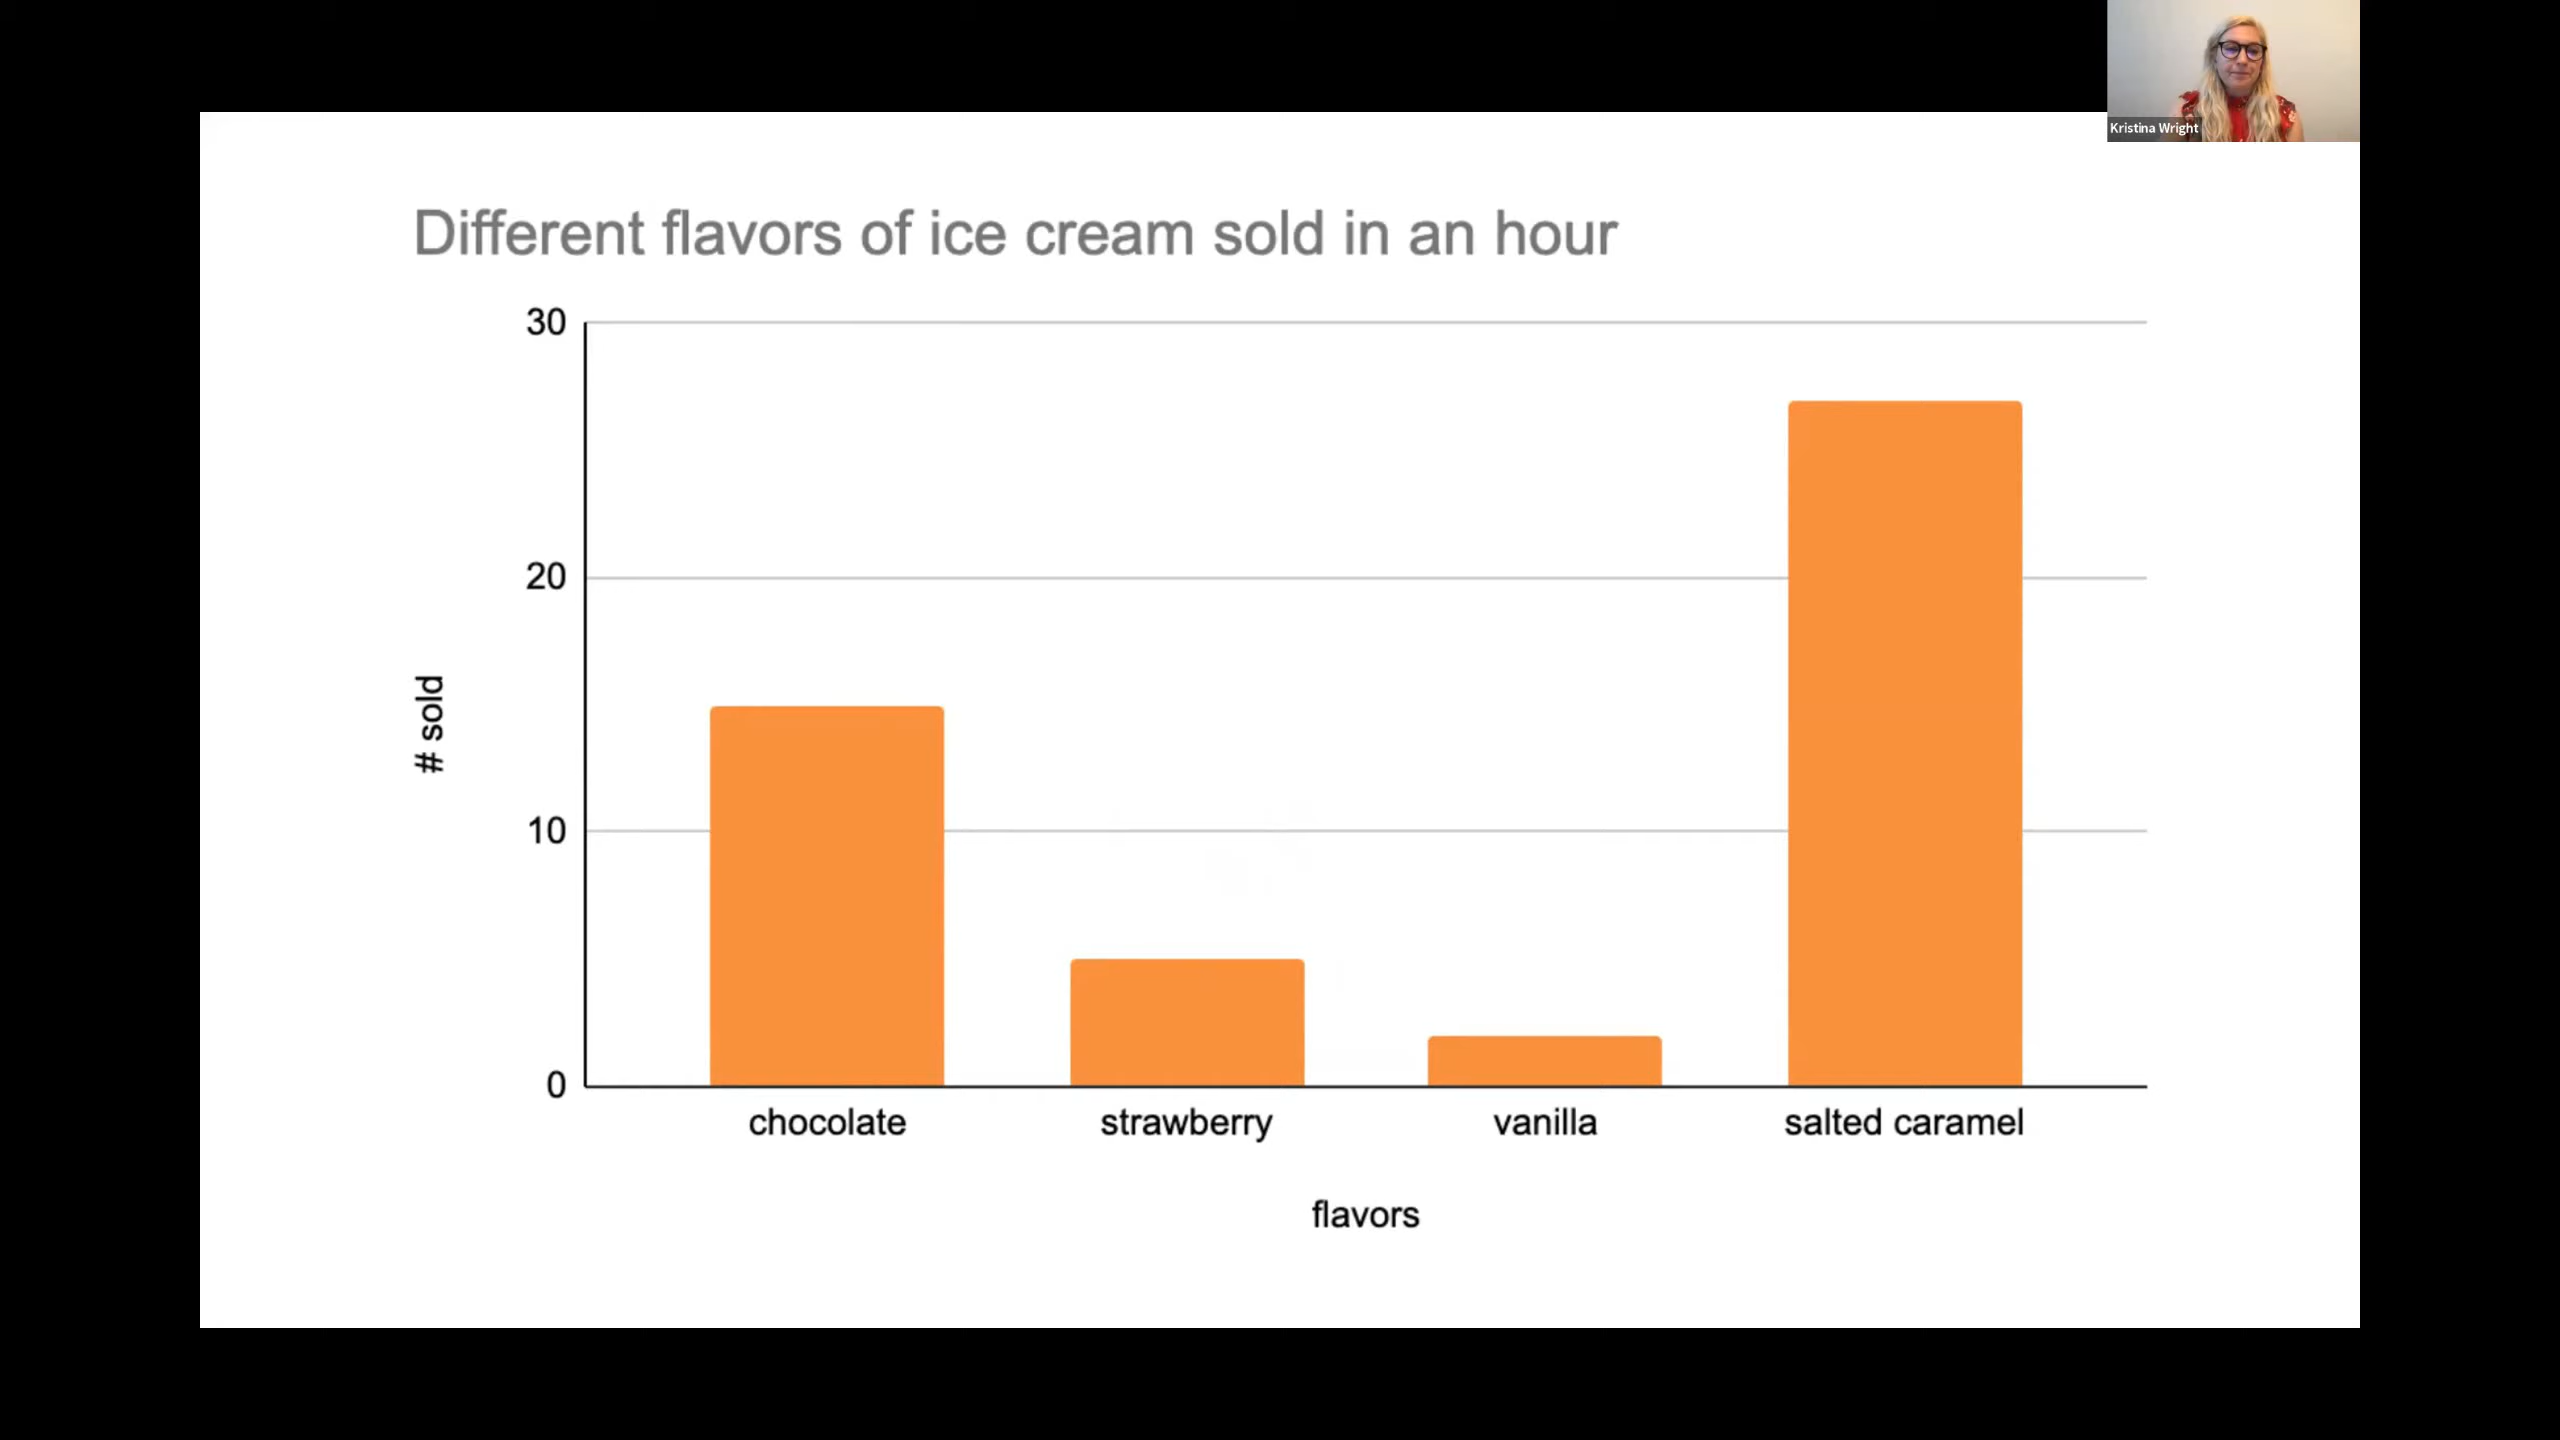 Kristina Wright
Different flavors of ice cream sold in an hour
30
20
10
0
# sold
chocolate
strawberry
vanilla
salted caramel
flavors